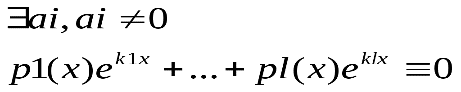 ∃ai, ai ≠0
p1(x)e^{k1x} + ... + pl(x)e^{klx} ≡0